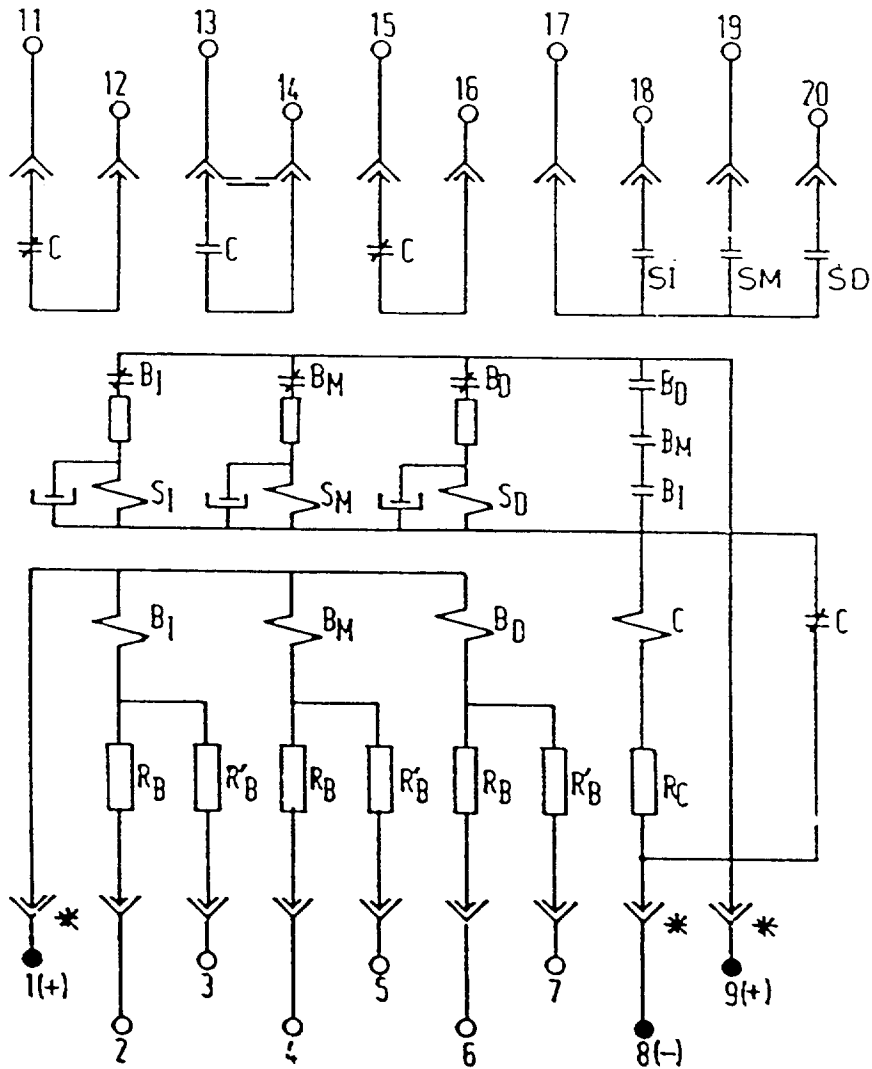 11 13 15 17 19
12 14 16 18 20
C C C SI SM SD
BI BM BD BD
BM
SI SM SD BI
BI BM BD C C
RB R'B RB R'B RB R'B RC
* * *
1(+) 3 5 7 9(+)
2 4 6 8(-)